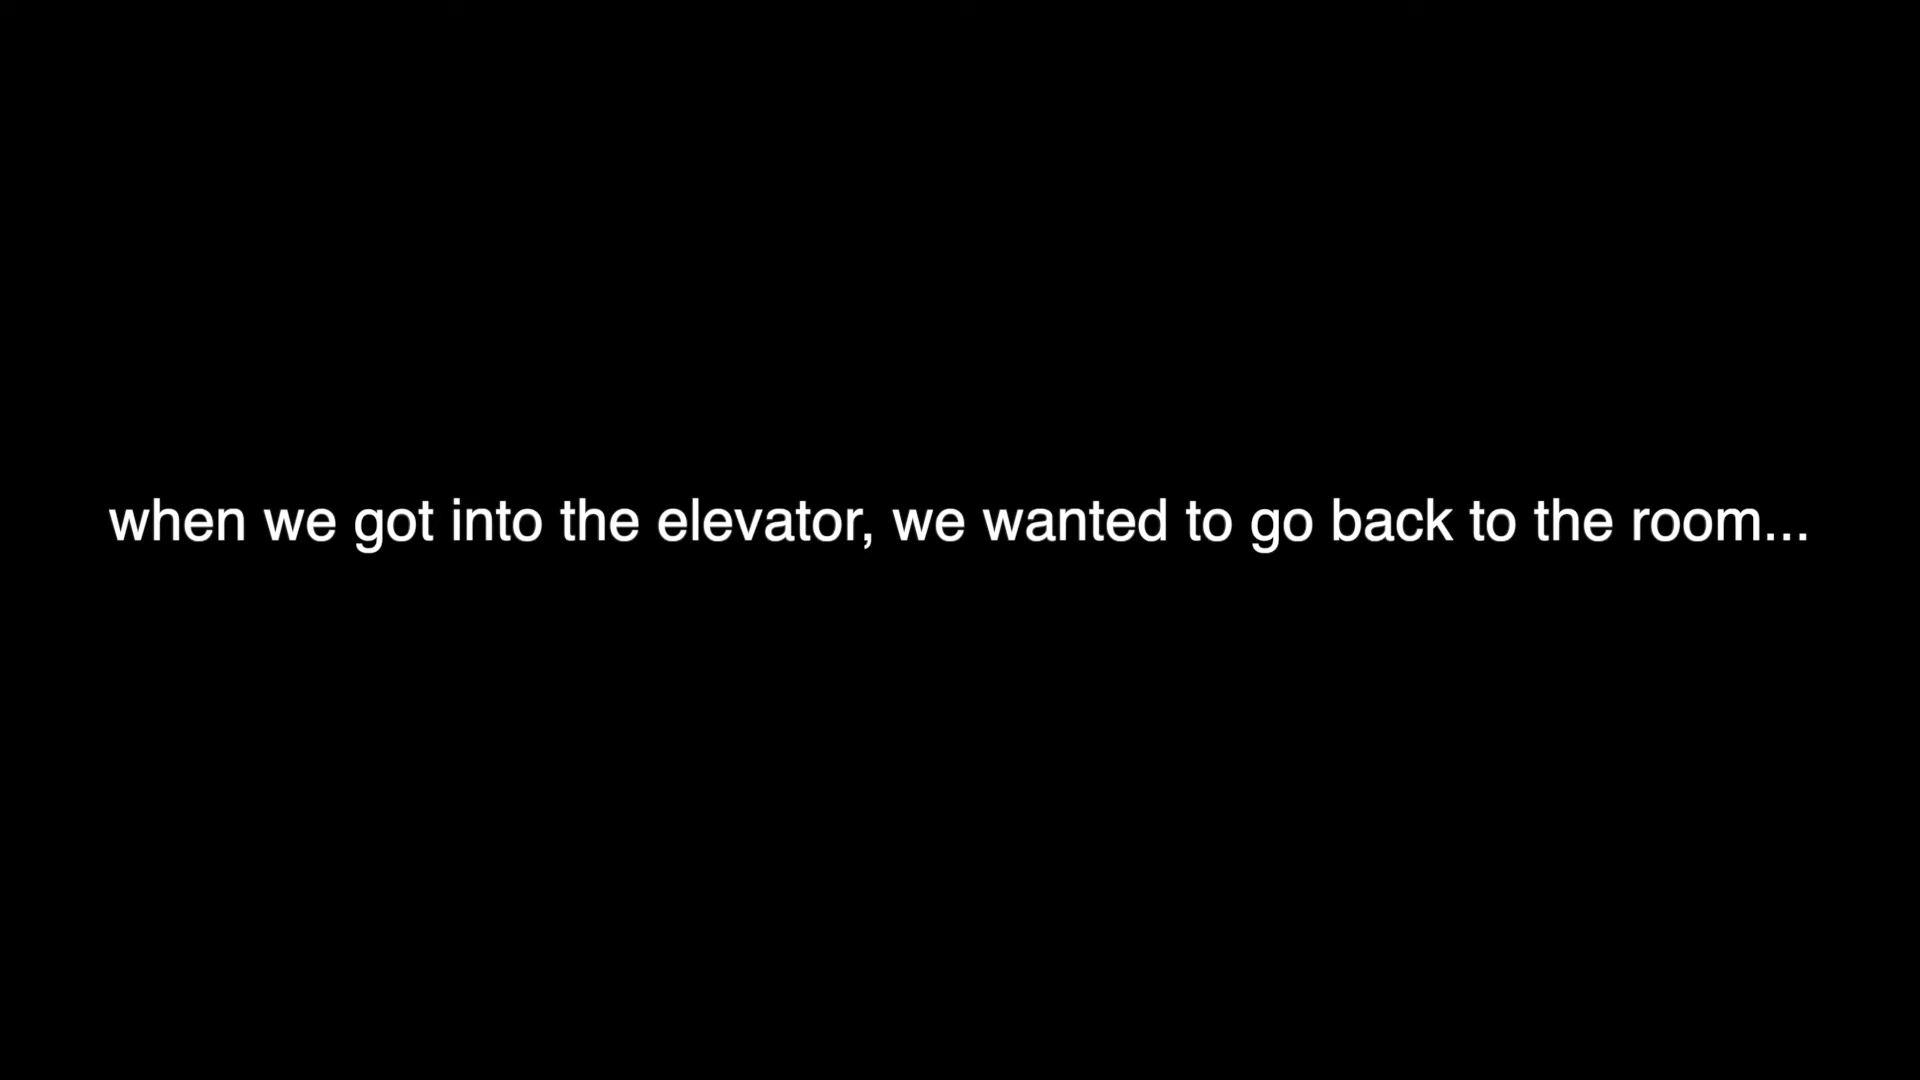 when we got into the elevator, we wanted to go back to the room...